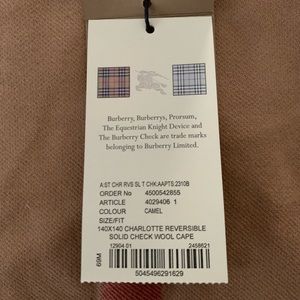 Burberry, Burberrys, Prorsum,
The Equestrian Knight Device and
The Burberry Check are trade marks
belonging to Burberry Limited.
A:ST CHR RVS SL T CHK:AAPTS:2310B
ORDER No 4500542855
ARTICLE 4029406 1
COLOUR CAMEL
SIZE/FIT
140X140 CHARLOTTE REVERSIBLE
SOLID CHECK WOOL CAPE
12904 01 2458621
69M
5045496291629